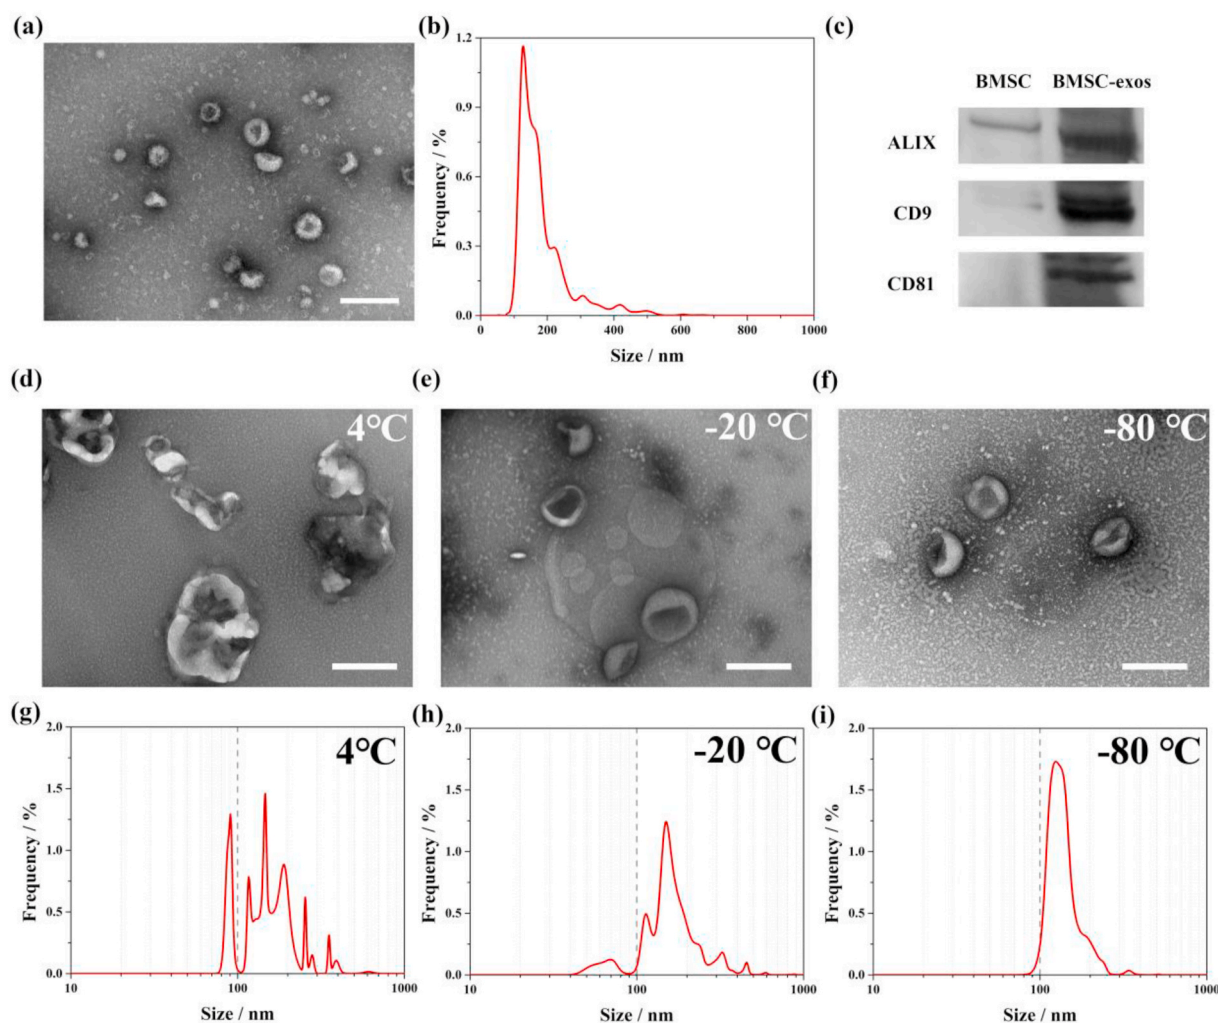 (a)
(b)
(c)
1.2
0.9
0.6
0.3
0.0
Frequency / %
0 200 400 600 800 1000
Size / nm
BMSC BMSC-exos
ALIX
CD9
CD81
(d)
(e)
(f)
4℃
-20 ℃
-80 ℃
(g)
(h)
(i)
2.0
1.5
1.0
0.5
0.0
Frequency / %
4℃
10 100 1000
Size / nm
2.0
1.5
1.0
0.5
0.0
Frequency / %
-20 ℃
10 100 1000
Size / nm
2.0
1.5
1.0
0.5
0.0
Frequency / %
-80 ℃
10 100 1000
Size / nm